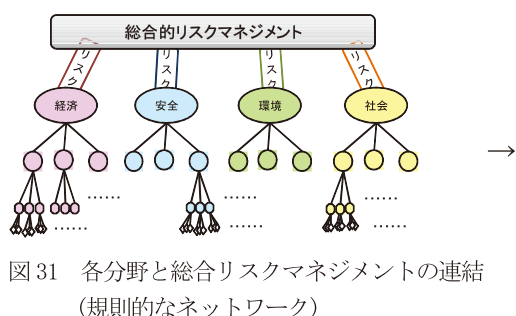 総合的リスクマネジメント
リスク
リスク
リスク
リスク
経済
安全
環境
社会
……
……
……
……
……
……
→
図31 各分野と総合リスクマネジメントの連結
(規則的なネットワーク)